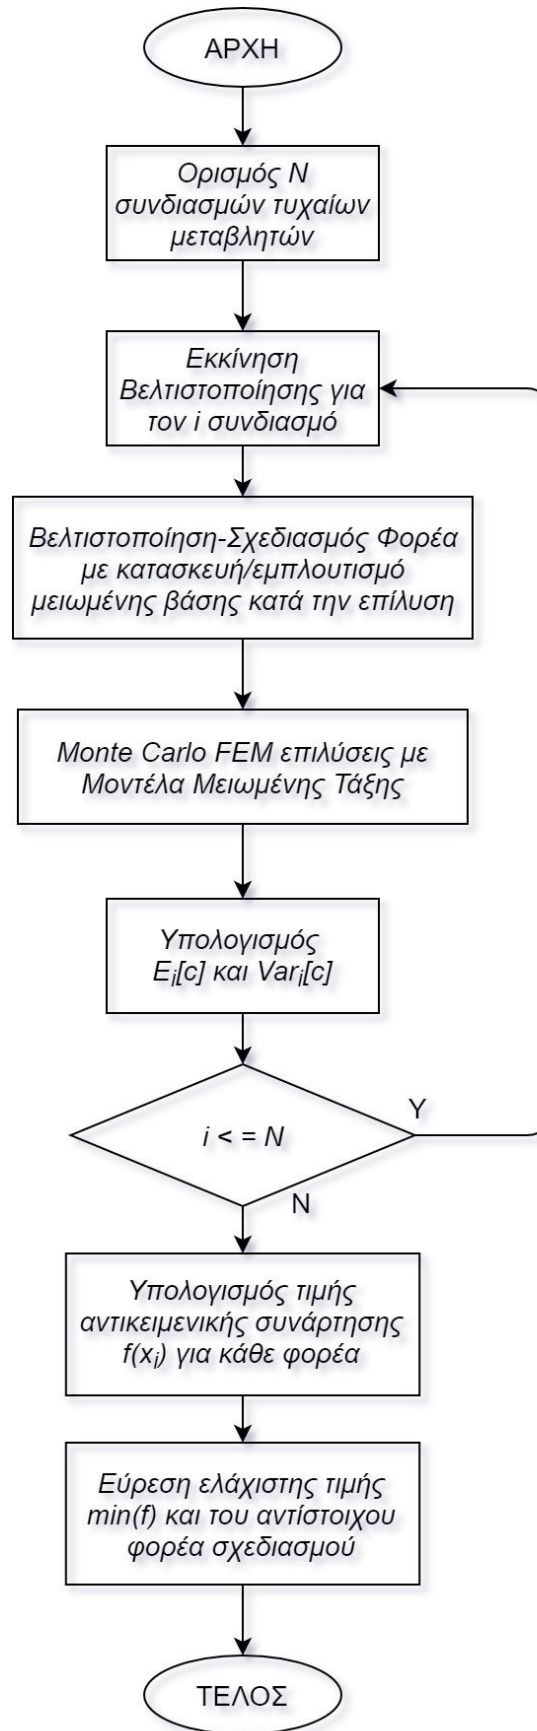 ΑΡΧΗ
Ορισμός Ν
συνδιασμών τυχαίων
μεταβλητών
Εκκίνηση
Βελτιστοποίησης για
τον i συνδιασμό
Βελτιστοποίηση-Σχεδιασμός Φορέα
με κατασκευή/εμπλουτισμό
μειωμένης βάσης κατά την επίλυση
Monte Carlo FEM επιλύσεις με
Μοντέλα Μειωμένης Τάξης
Υπολογισμός
Ei[c] και Vari[c]
i < = N
Y
N
Υπολογισμός τιμής
αντικειμενικής συνάρτησης
f(xi) για κάθε φορέα
Εύρεση ελάχιστης τιμής
min(f) και του αντίστοιχου
φορέα σχεδιασμού
ΤΕΛΟΣ